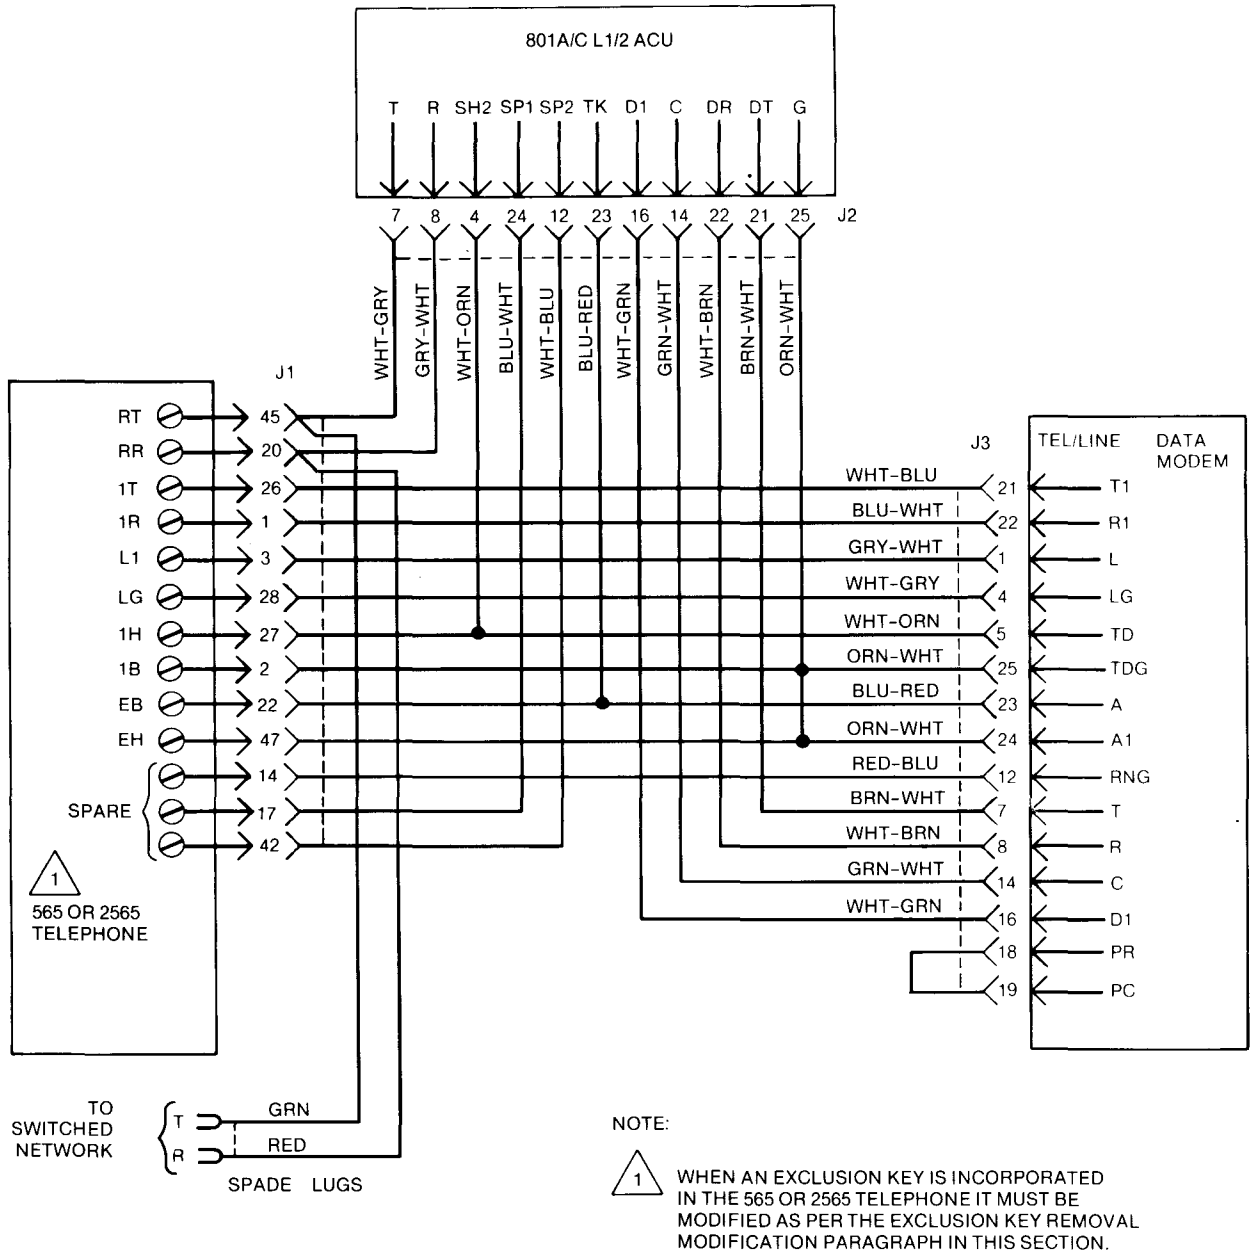 801A/C L1/2 ACU
T R SH2 SP1 SP2 TK D1 C DR DT G
7 8 4 24 12 23 16 14 22 21 25 J2
WHT-GRY
GRY-WHT
WHT-ORN
BLU-WHT
WHT-BLU
BLU-RED
WHT-GRN
GRN-WHT
WHT-BRN
BRN-WHT
ORN-WHT
J1
RT 45
RR 20
1T 26
1R 1
L1 3
LG 28
1H 27
1B 2
EB 22
EH 47
14
SPARE 17
42
1
565 OR 2565
TELEPHONE
J3 TEL/LINE DATA
MODEM
WHT-BLU 21 T1
BLU-WHT 22 R1
GRY-WHT 1 L
WHT-GRY 4 LG
WHT-ORN 5 TD
ORN-WHT 25 TDG
BLU-RED 23 A
ORN-WHT 24 A1
RED-BLU 12 RNG
BRN-WHT 7 T
WHT-BRN 8 R
GRN-WHT 14 C
WHT-GRN 16 D1
18 PR
19 PC
TO
SWITCHED
NETWORK
T GRN
R RED
SPADE LUGS
NOTE:
1 WHEN AN EXCLUSION KEY IS INCORPORATED
IN THE 565 OR 2565 TELEPHONE IT MUST BE
MODIFIED AS PER THE EXCLUSION KEY REMOVAL
MODIFICATION PARAGRAPH IN THIS SECTION.